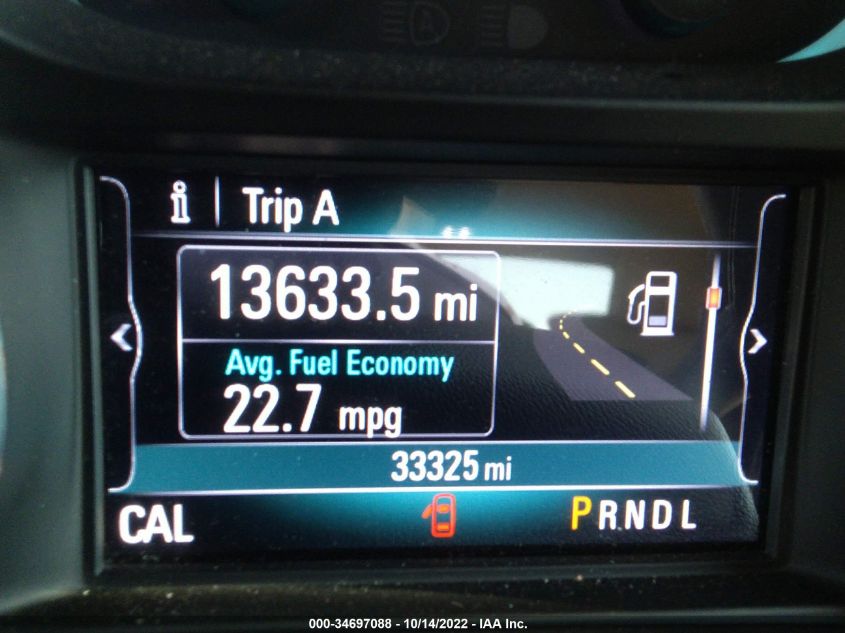 i | Trip A
13633.5 mi
Avg. Fuel Economy
22.7 mpg
33325 mi
CAL
PRNDL
000-34697088 - 10/14/2022 - IAA Inc.